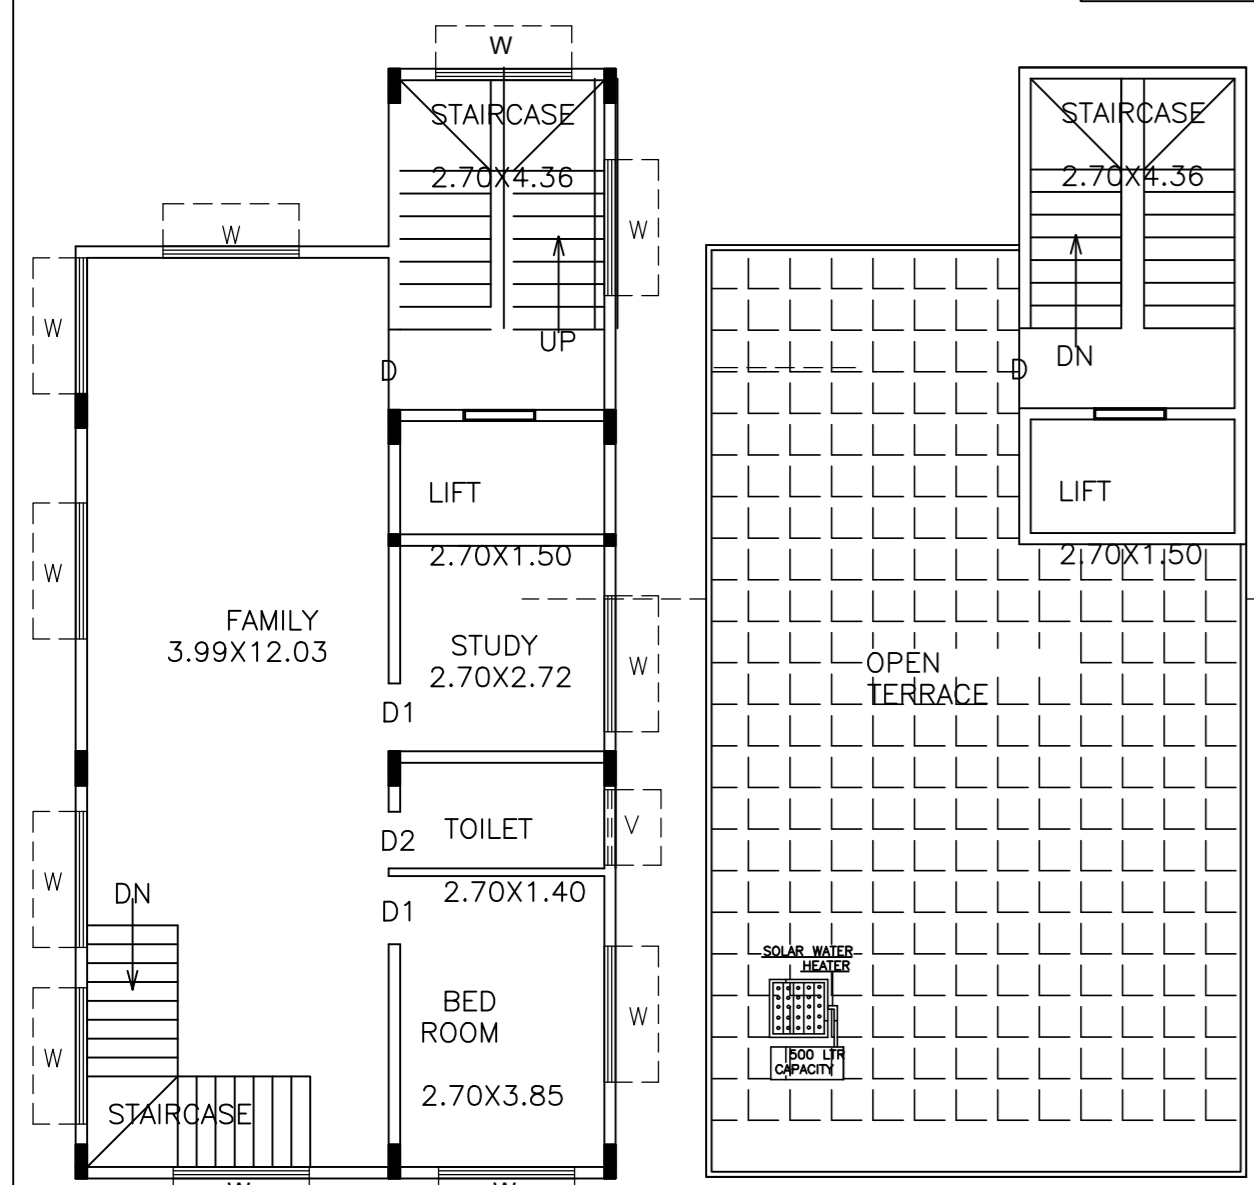 W
STAIRCASE
2.70X4.36
W
W
W
UP
D
LIFT
2.70X1.50
W
FAMILY
3.99X12.03
STUDY
2.70X2.72
W
D1
TOILET
V
D2
2.70X1.40
W
DN
D1
BED
ROOM
W
W
2.70X3.85
STAIRCASE
W
W
STAIRCASE
2.70X4.36
DN
D
LIFT
2.70X1.50
OPEN
TERRACE
SOLAR WATER
HEATER
500 LTR
CAPACITY